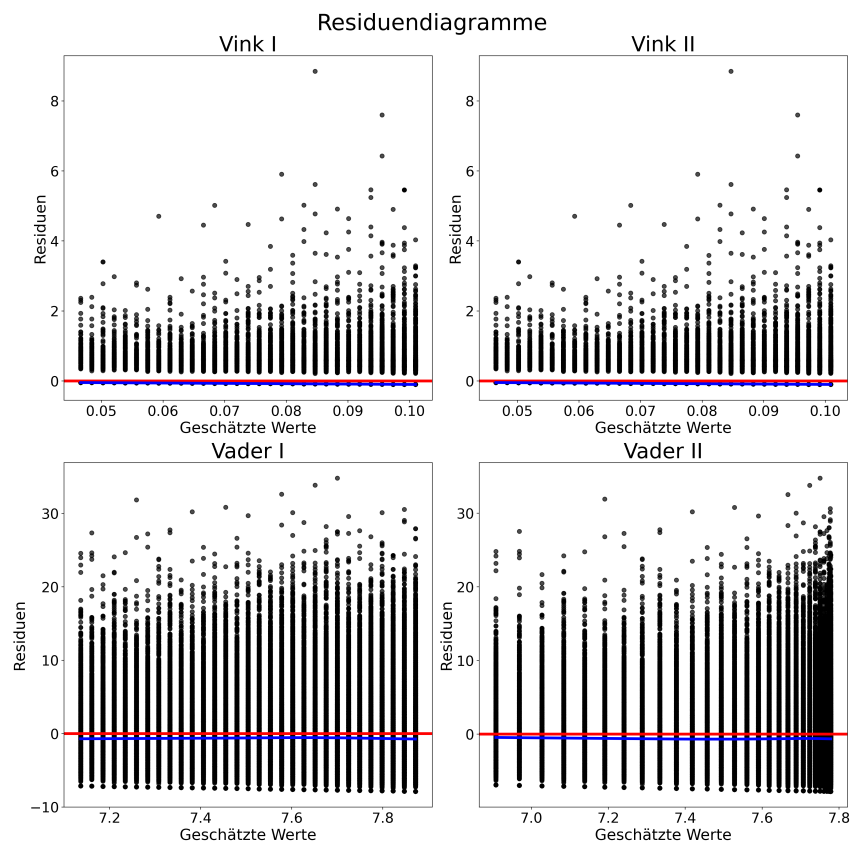 Residuendiagramme
Vink I
Residuen
8
6
4
2
0
0.05 0.06 0.07 0.08 0.09 0.10
Geschätzte Werte
Vink II
Residuen
8
6
4
2
0
0.05 0.06 0.07 0.08 0.09 0.10
Geschätzte Werte
Vader I
Residuen
30
20
10
0
−10
7.2 7.4 7.6 7.8
Geschätzte Werte
Vader II
Residuen
30
20
10
0
7.0 7.2 7.4 7.6 7.8
Geschätzte Werte